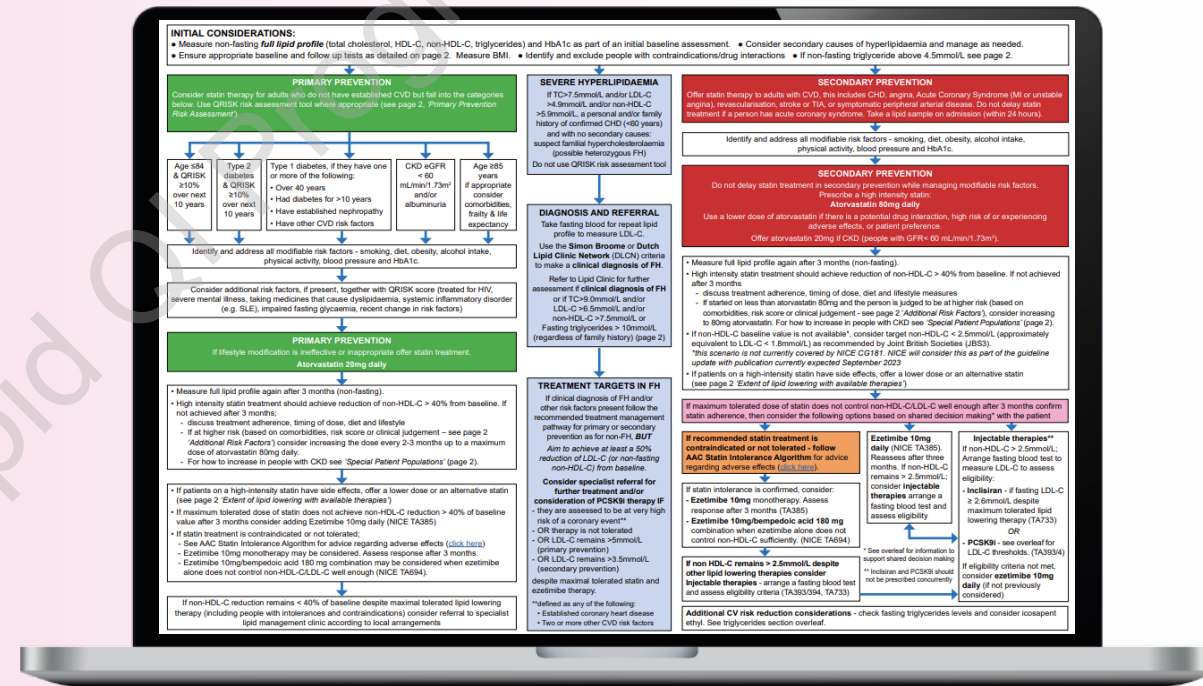 INITIAL CONSIDERATIONS:
● Measure non-fasting full lipid profile (total cholesterol, HDL-C, non-HDL-C, triglycerides) and HbA1c as part of an initial baseline assessment. ● Consider secondary causes of hyperlipidaemia and manage as needed.
● Ensure appropriate baseline and follow up tests as detailed on page 2. Measure BMI. ● Identify and exclude people with contraindications/drug interactions ● If non-fasting triglyceride above 4.5mmol/L see page 2.
PRIMARY PREVENTION
Consider statin therapy for adults who do not have established CVD but fall into the categories
below. Use QRISK risk assessment tool where appropriate (see page 2, 'Primary Prevention
Risk Assessment')
Age ≤84
& QRISK
≥10%
over next
10 years
Type 2
diabetes
& QRISK
≥10%
over next
10 years
Type 1 diabetes, if they have one
or more of the following:
• Over 40 years
• Had diabetes for >10 years
• Have established nephropathy
• Have other CVD risk factors
CKD eGFR
< 60
mL/min/1.73m²
and/or
albuminuria
Age ≥85
years
if appropriate
consider
comorbidities,
frailty & life
expectancy
Identify and address all modifiable risk factors - smoking, diet, obesity, alcohol intake,
physical activity, blood pressure and HbA1c.
Consider additional risk factors, if present, together with QRISK score (treated for HIV,
severe mental illness, taking medicines that cause dyslipidaemia, systemic inflammatory disorder
(e.g. SLE), impaired fasting glycaemia, recent change in risk factors)
PRIMARY PREVENTION
If lifestyle modification is ineffective or inappropriate offer statin treatment.
Atorvastatin 20mg daily
• Measure full lipid profile again after 3 months (non-fasting).
• High intensity statin treatment should achieve reduction of non-HDL-C > 40% from baseline. If
not achieved after 3 months;
- discuss treatment adherence, timing of dose, diet and lifestyle
- If at higher risk (based on comorbidities, risk score or clinical judgement – see page 2
'Additional Risk Factors') consider increasing the dose every 2-3 months up to a maximum
dose of atorvastatin 80mg daily.
- For how to increase in people with CKD see 'Special Patient Populations' (page 2).
• If patients on a high-intensity statin have side effects, offer a lower dose or an alternative statin
(see page 2 'Extent of lipid lowering with available therapies')
• If maximum tolerated dose of statin does not achieve non-HDL-C reduction > 40% of baseline
value after 3 months consider adding Ezetimibe 10mg daily (NICE TA385)
• If statin treatment is contraindicated or not tolerated;
- See AAC Statin Intolerance Algorithm for advice regarding adverse effects (click here)
- Ezetimibe 10mg monotherapy may be considered. Assess response after 3 months.
- Ezetimibe 10mg/bempedoic acid 180 mg combination may be considered when ezetimibe
alone does not control non-HDL-C/LDL-C well enough (NICE TA694).
If non-HDL-C reduction remains < 40% of baseline despite maximal tolerated lipid lowering
therapy (including people with intolerances and contraindications) consider referral to specialist
lipid management clinic according to local arrangements
SEVERE HYPERLIPIDAEMIA
If TC>7.5mmol/L and/or LDL-C
>4.9mmol/L and/or non-HDL-C
>5.9mmol/L, a personal and/or family
history of confirmed CHD (<60 years)
and with no secondary causes:
suspect familial hypercholesterolaemia
(possible heterozygous FH)
Do not use QRISK risk assessment tool
DIAGNOSIS AND REFERRAL
Take fasting blood for repeat lipid
profile to measure LDL-C.
Use the Simon Broome or Dutch
Lipid Clinic Network (DLCN) criteria
to make a clinical diagnosis of FH.
Refer to Lipid Clinic for further
assessment if clinical diagnosis of FH
or if TC>9.0mmol/L and/or
LDL-C >6.5mmol/L and/or
non-HDL-C >7.5mmol/L or
Fasting triglycerides > 10mmol/L
(regardless of family history) (page 2)
TREATMENT TARGETS IN FH
If clinical diagnosis of FH and/or
other risk factors present follow the
recommended treatment management
pathway for primary or secondary
prevention as for non-FH, BUT
Aim to achieve at least a 50%
reduction of LDL-C (or non-fasting
non-HDL-C) from baseline.
Consider specialist referral for
further treatment and/or
consideration of PCSK9i therapy IF
- they are assessed to be at very high
risk of a coronary event**
- OR therapy is not tolerated
- OR LDL-C remains >5mmol/L
(primary prevention)
- OR LDL-C remains >3.5mmol/L
(secondary prevention)
despite maximal tolerated statin and
ezetimibe therapy.
**defined as any of the following:
• Established coronary heart disease
• Two or more other CVD risk factors
SECONDARY PREVENTION
Offer statin therapy to adults with CVD, this includes CHD, angina, Acute Coronary Syndrome (MI or unstable
angina), revascularisation, stroke or TIA, or symptomatic peripheral arterial disease. Do not delay statin
treatment if a person has acute coronary syndrome. Take a lipid sample on admission (within 24 hours).
Identify and address all modifiable risk factors - smoking, diet, obesity, alcohol intake,
physical activity, blood pressure and HbA1c.
SECONDARY PREVENTION
Do not delay statin treatment in secondary prevention while managing modifiable risk factors.
Prescribe a high intensity statin:
Atorvastatin 80mg daily
Use a lower dose of atorvastatin if there is a potential drug interaction, high risk of or experiencing
adverse effects, or patient preference.
Offer atorvastatin 20mg if CKD (people with GFR< 60 mL/min/1.73m²).
• Measure full lipid profile again after 3 months (non-fasting).
• High intensity statin treatment should achieve reduction of non-HDL-C > 40% from baseline. If not achieved
after 3 months
- discuss treatment adherence, timing of dose, diet and lifestyle measures
- If started on less than atorvastatin 80mg and the person is judged to be at higher risk (based on
comorbidities, risk score or clinical judgement - see page 2 'Additional Risk Factors'), consider increasing
to 80mg atorvastatin. For how to increase in people with CKD see 'Special Patient Populations' (page 2).
• If non-HDL-C baseline value is not available*, consider target non-HDL-C < 2.5mmol/L (approximately
equivalent to LDL-C < 1.8mmol/L) as recommended by Joint British Societies (JBS3).
*this scenario is not currently covered by NICE CG181. NICE will consider this as part of the guideline
update with publication currently expected September 2023
• If patients on a high-intensity statin have side effects, offer a lower dose or an alternative statin
(see page 2 'Extent of lipid lowering with available therapies')
If maximum tolerated dose of statin does not control non-HDL-C/LDL-C well enough after 3 months confirm
statin adherence, then consider the following options based on shared decision making* with the patient
If recommended statin treatment is
contraindicated or not tolerated - follow
AAC Statin Intolerance Algorithm for advice
regarding adverse effects (click here).
If statin intolerance is confirmed, consider:
- Ezetimibe 10mg monotherapy. Assess
response after 3 months (TA385)
- Ezetimibe 10mg/bempedoic acid 180 mg
combination when ezetimibe alone does not
control non-HDL-C sufficiently. (NICE TA694)
If non HDL-C remains > 2.5mmol/L despite
other lipid lowering therapies consider
Injectable therapies - arrange a fasting blood test
and assess eligibility criteria (TA393/394, TA733)
Ezetimibe 10mg
daily (NICE TA385).
Reassess after three
months. If non-HDL-C
remains > 2.5mmol/L;
consider injectable
therapies arrange a
fasting blood test and
assess eligibility
* See overleaf for information to
support shared decision making
** Inclisiran and PCSK9i should
not be prescribed concurrently
Injectable therapies**
If non-HDL-C > 2.5mmol/L;
Arrange fasting blood test to
measure LDL-C to assess
eligibility:
- Inclisiran - if fasting LDL-C
≥ 2.6mmol/L despite
maximum tolerated lipid
lowering therapy (TA733)
OR
- PCSK9i - see overleaf for
LDL-C thresholds. (TA393/4)
If eligibility criteria not met,
consider ezetimibe 10mg
daily (if not previously
considered)
Additional CV risk reduction considerations - check fasting triglycerides levels and consider icosapent
ethyl. See triglycerides section overleaf.